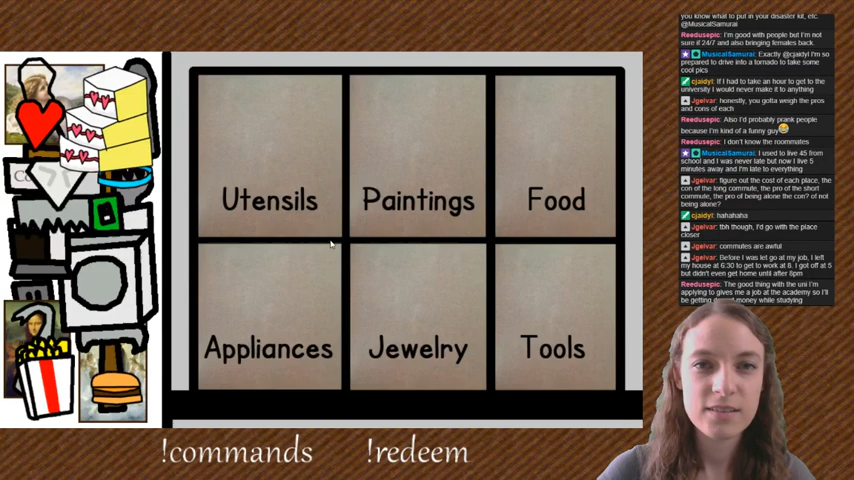 you know what to put in your disaster kit, etc.
@MusicalSamurai
Reedusepic: I'm good with people but I'm not
sure if 24/7 and also bringing females back.
MusicalSamurai: Exactly @cjaidyl I'm so
prepared to drive into a tornado to take some
cool pics
cjaidyl: If I had to take an hour to get to the
university I would never make it to anything
Jgelvar: honestly, you gotta weigh the pros
and cons of each
Reedusepic: Also I'd probably prank people
because I'm kind of a funny guy
Reedusepic: I don't know the roommates
MusicalSamurai: I used to live 45 from
school and I was never late but now I live 5
minutes away and I'm late to everything
Jgelvar: figure out the cost of each place, the
con of the long commute, the pro of the short
commute, the pro of being alone the con? of not
being alone?
cjaidyl: hahahaha
Jgelvar: tbh though, I'd go with the place
closer
Jgelvar: commutes are awful
Jgelvar: Before I was let go at my job, I left
my house at 6:30 to get to work at 8. I got off at 5
but didn't even get home until after 6pm
Reedusepic: The good thing with the uni I'm
applying to gives me a job at the academy so I'll
be getting money while studying
Utensils
Paintings
Food
Appliances
Jewelry
Tools
!commands
!redeem